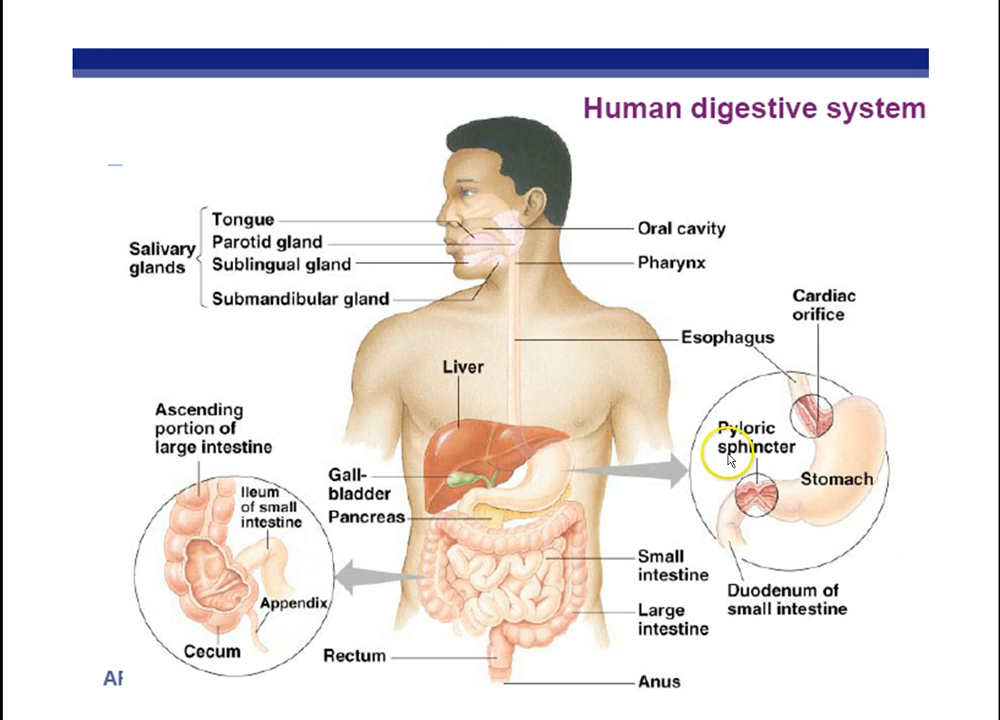 Human digestive system
Tongue
Parotid gland
Salivary
glands
Sublingual gland
Submandibular gland
Oral cavity
Pharynx
Cardiac
orifice
Esophagus
Liver
Ascending
portion of
large intestine
Pyloric
sphincter
Gall-
bladder
Stomach
Ileum
of small
intestine
Pancreas
Small
intestine
Duodenum of
small intestine
Appendix
Large
intestine
Cecum
Rectum
Anus